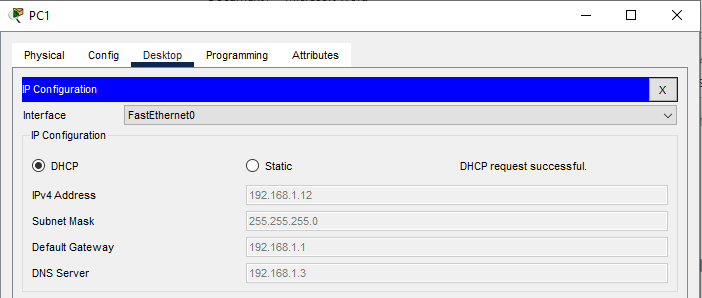 PC1
Physical Config Desktop Programming Attributes
IP Configuration X
Interface FastEthernet0
IP Configuration
DHCP Static DHCP request successful.
IPv4 Address 192.168.1.12
Subnet Mask 255.255.255.0
Default Gateway 192.168.1.1
DNS Server 192.168.1.3